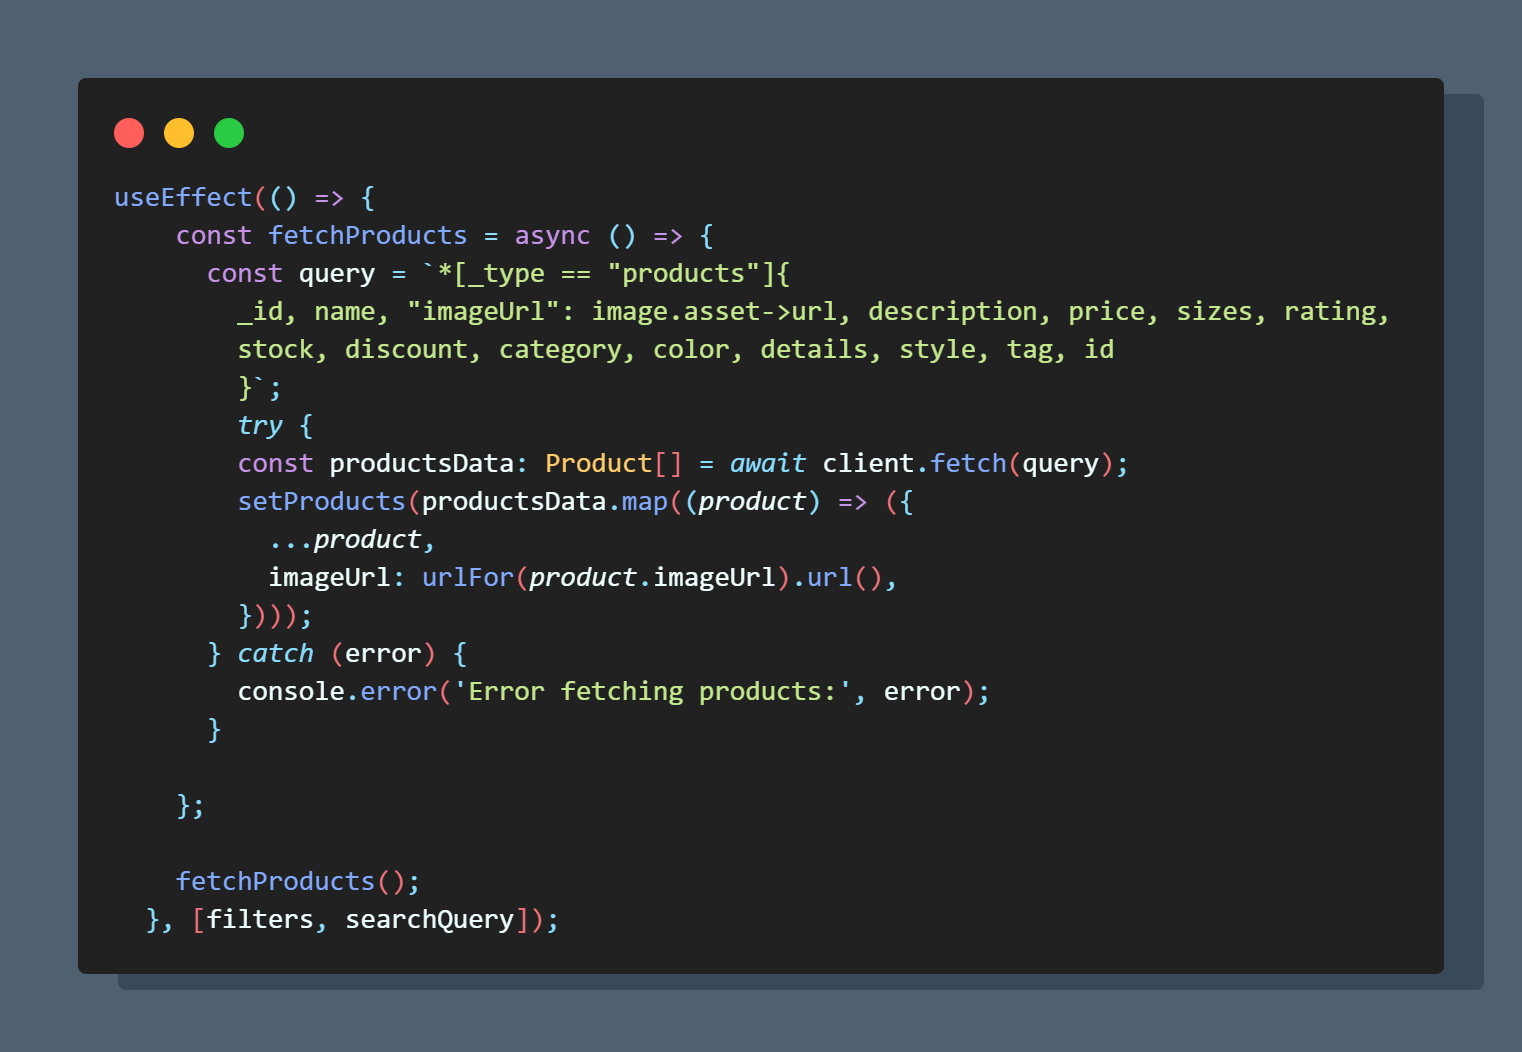 useEffect(() => {
    const fetchProducts = async () => {
      const query = `*[_type == "products"]{
        _id, name, "imageUrl": image.asset->url, description, price, sizes, rating,
        stock, discount, category, color, details, style, tag, id
        }`;
        try {
        const productsData: Product[] = await client.fetch(query);
        setProducts(productsData.map((product) => ({
          ...product,
          imageUrl: urlFor(product.imageUrl).url(),
        })));
      } catch (error) {
        console.error('Error fetching products:', error);
      }

    };

    fetchProducts();
  }, [filters, searchQuery]);